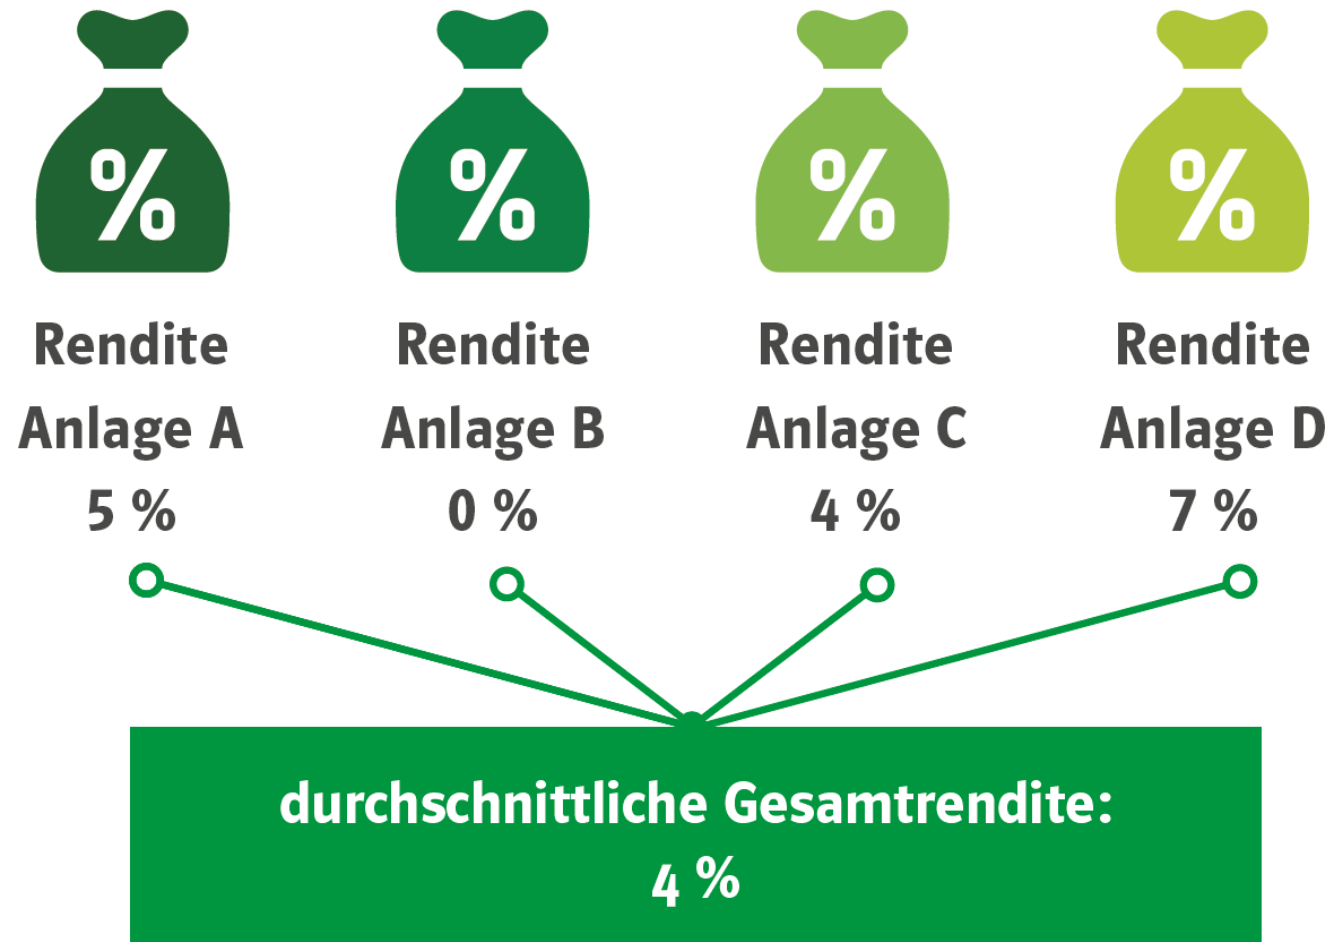 %
%
%
%
Rendite
Anlage A
5 %
Rendite
Anlage B
0 %
Rendite
Anlage C
4 %
Rendite
Anlage D
7 %
durchschnittliche Gesamtrendite:
4 %